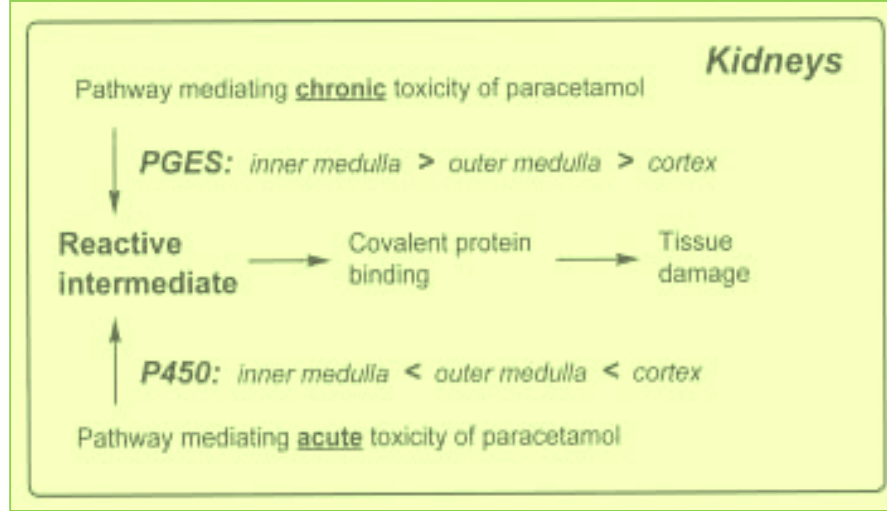 Kidneys
Pathway mediating chronic toxicity of paracetamol
PGES: inner medulla > outer medulla > cortex
Reactive intermediate
Covalent protein binding
Tissue damage
P450: inner medulla < outer medulla < cortex
Pathway mediating acute toxicity of paracetamol